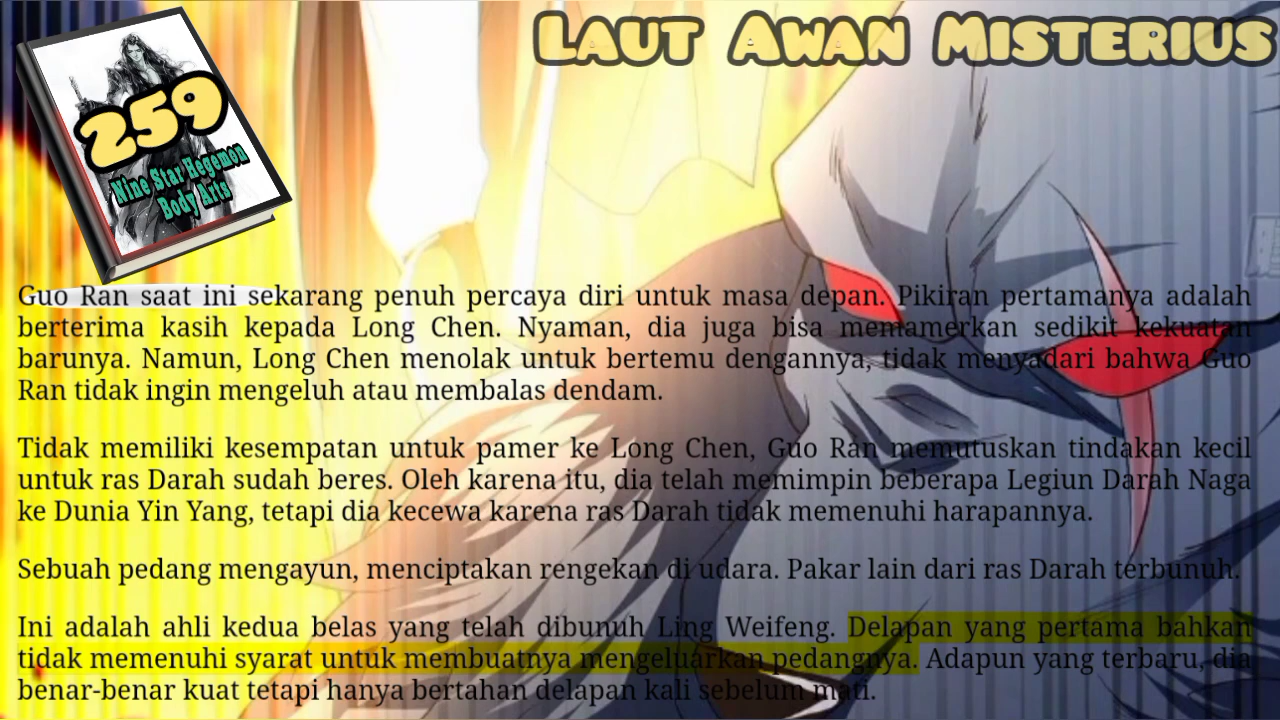 Laut Awan Misterius
259
Nine Star Hegemon
Body Arts
Guo Ran saat ini sekarang penuh percaya diri untuk masa depan. Pikiran pertamanya adalah
berterima kasih kepada Long Chen. Nyaman, dia juga bisa memamerkan sedikit kekuatan
barunya. Namun, Long Chen menolak untuk bertemu dengannya, tidak menyadari bahwa Guo
Ran tidak ingin mengeluh atau membalas dendam.
Tidak memiliki kesempatan untuk pamer ke Long Chen, Guo Ran memutuskan tindakan kecil
untuk ras Darah sudah beres. Oleh karena itu, dia telah memimpin beberapa Legiun Darah Naga
ke Dunia Yin Yang, tetapi dia kecewa karena ras Darah tidak memenuhi harapannya.
Sebuah pedang mengayun, menciptakan rengekan di udara. Pakar lain dari ras Darah terbunuh.
Ini adalah ahli kedua belas yang telah dibunuh Ling Weifeng. Delapan yang pertama bahkan
tidak memenuhi syarat untuk membuatnya mengeluarkan pedangnya. Adapun yang terbaru, dia
benar-benar kuat tetapi hanya bertahan delapan kali sebelum mati.